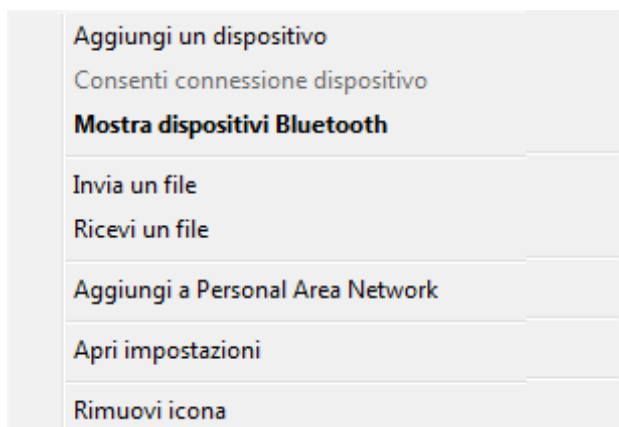 Aggiungi un dispositivo
Consenti connessione dispositivo
Mostra dispositivi Bluetooth
Invia un file
Ricevi un file
Aggiungi a Personal Area Network
Apri impostazioni
Rimuovi icona